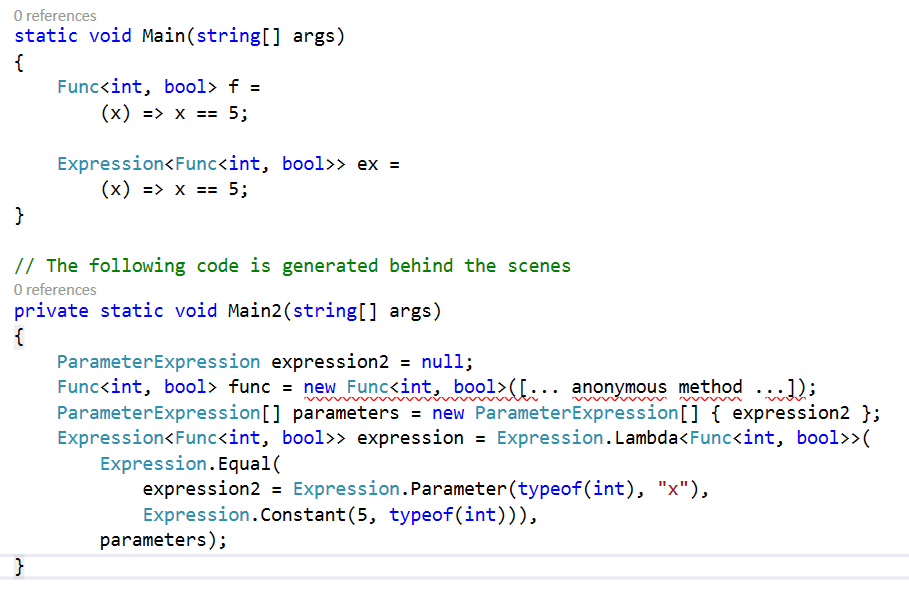 0 references
static void Main(string[] args)
{
    Func<int, bool> f =
        (x) => x == 5;

    Expression<Func<int, bool>> ex =
        (x) => x == 5;
}

// The following code is generated behind the scenes
0 references
private static void Main2(string[] args)
{
    ParameterExpression expression2 = null;
    Func<int, bool> func = new Func<int, bool>([... anonymous method ...]);
    ParameterExpression[] parameters = new ParameterExpression[] { expression2 };
    Expression<Func<int, bool>> expression = Expression.Lambda<Func<int, bool>>(
        Expression.Equal(
            expression2 = Expression.Parameter(typeof(int), "x"),
            Expression.Constant(5, typeof(int))),
        parameters);
}